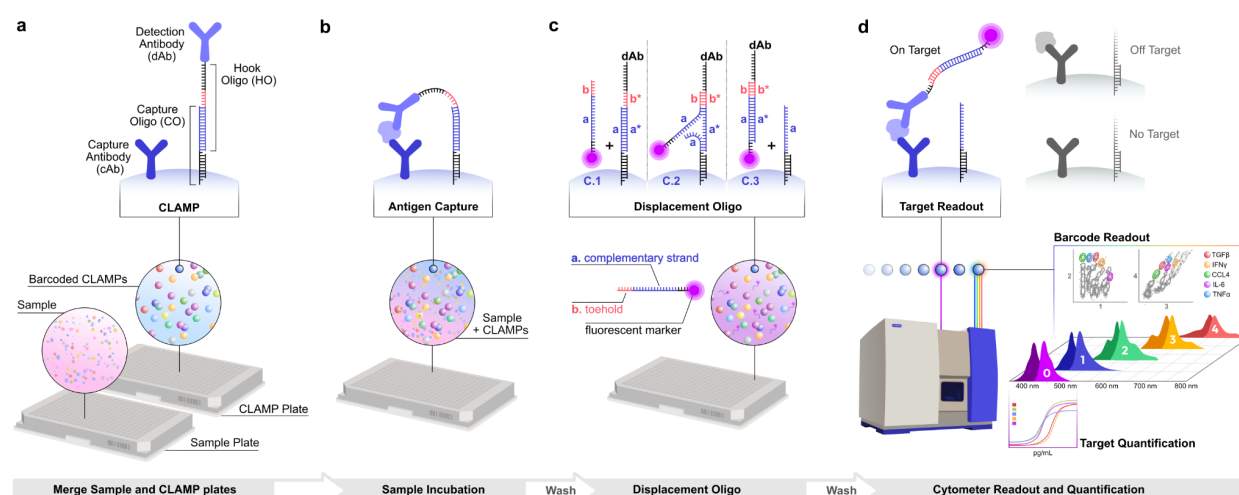 a
Detection
Antibody
(dAb)
Hook
Oligo (HO)
Capture
Oligo (CO)
Capture
Antibody
(cAb)
CLAMP
Barcoded CLAMPs
Sample
CLAMP Plate
Sample Plate
Merge Sample and CLAMP plates
b
Antigen Capture
Sample
+ CLAMPs
Sample Incubation
Wash
c
dAb
dAb
dAb
b
b*
b
b*
b
b*
a
a*
a
a*
a
a
a*
a
+
+
C.1
C.2
C.3
Displacement Oligo
a. complementary strand
b. toehold
fluorescent marker
Displacement Oligo
Wash
d
On Target
Off Target
No Target
Target Readout
Barcode Readout
2
1
4
3
TGFβ
IFNγ
CCL4
IL-6
TNFα
0
1
2
3
4
400 nm
500 nm
600 nm
700 nm
800 nm
pg/mL
Target Quantification
Cytometer Readout and Quantification